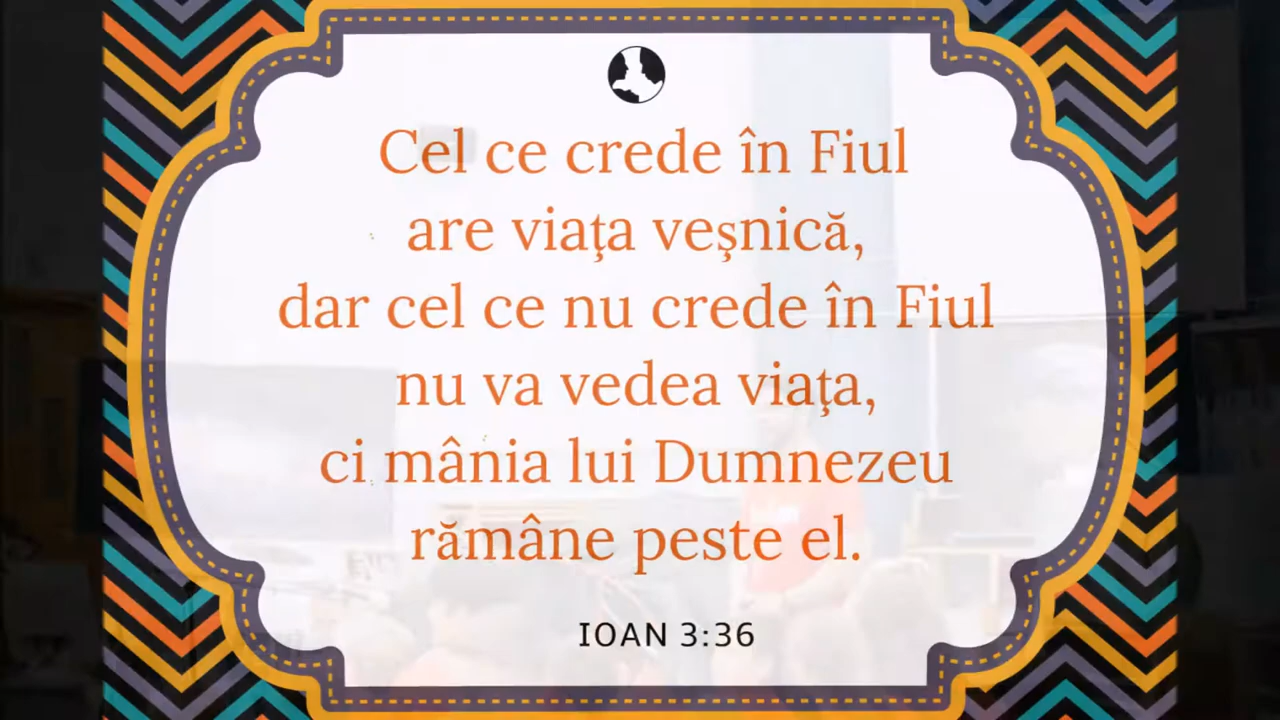 Cel ce crede în Fiul
are viaţa veşnică,
dar cel ce nu crede în Fiul
nu va vedea viaţa,
ci mânia lui Dumnezeu
rămâne peste el.
IOAN 3:36